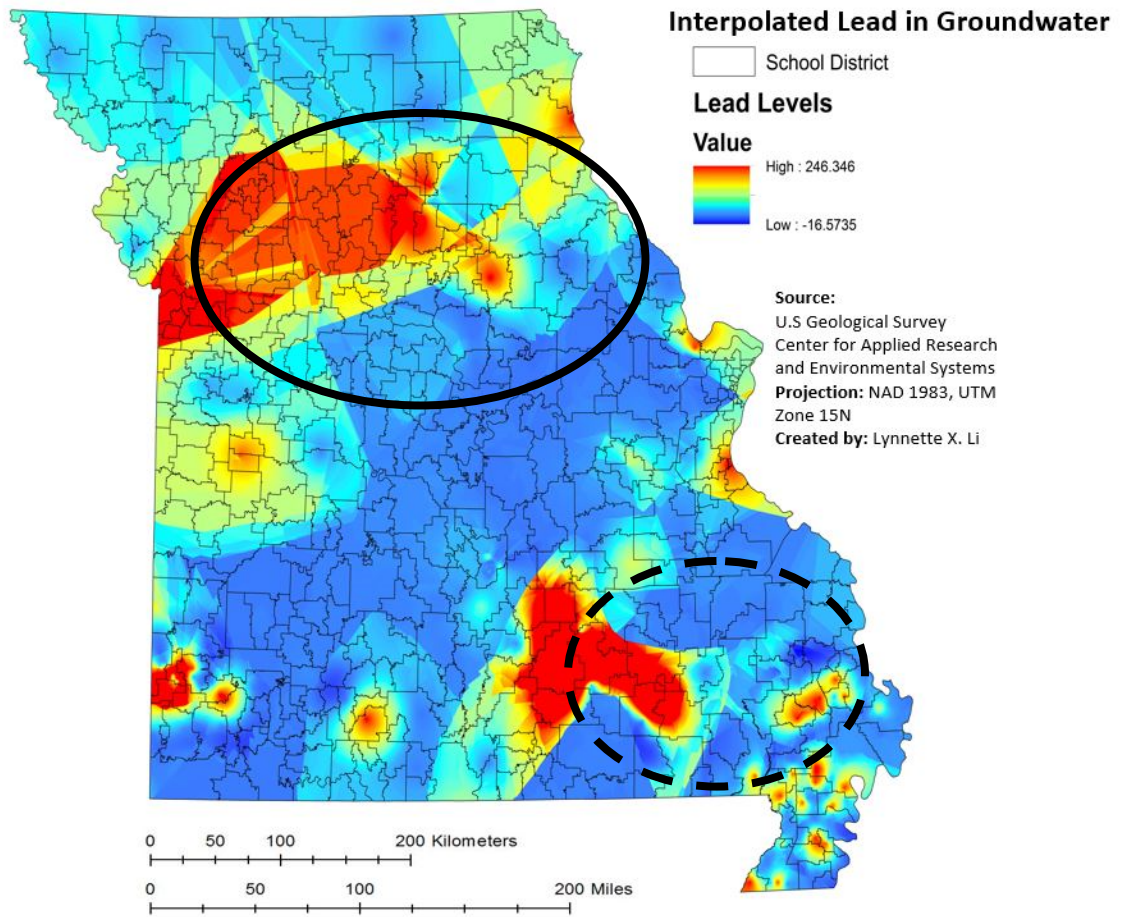 Interpolated Lead in Groundwater
School District
Lead Levels
Value
High : 246.346
Low : -16.5735
Source:
U.S Geological Survey
Center for Applied Research
and Environmental Systems
Projection: NAD 1983, UTM
Zone 15N
Created by: Lynnette X. Li
0 50 100 200 Kilometers
0 50 100 200 Miles